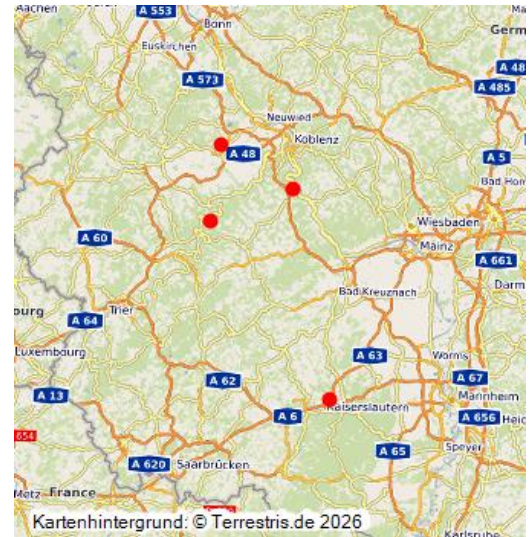 Aachen
A 553
Bonn
Euskirchen
Germ
A 48
A 573
A 485
Neuwied
Koblenz
A 48
A 5
Bad Hom
Wiesbaden
A 60
Mainz
A 661
Bad Kreuznach
Darm
Trier
A 64
ourg
Luxembourg
A 63
Worms
A 62
A 67
A 13
Mannheim
Kaiserslautern
A 6
A 656
Heid
654
A 65
Speyer
A 620
Saarbrücken
Metz
France
Karlsruhe
Kartenhintergrund: © Terrestris.de 2026